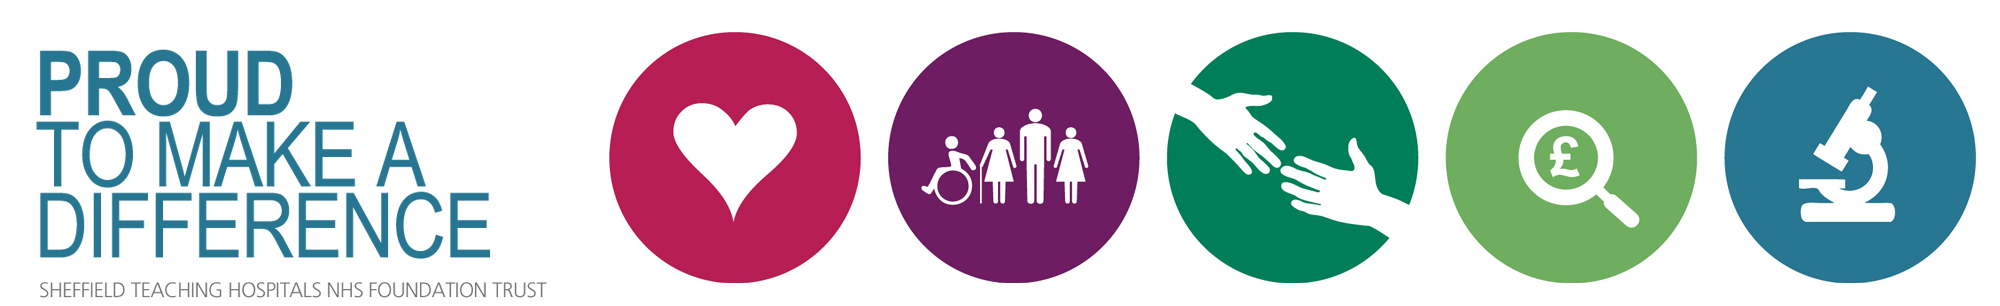 PROUD
TO MAKE A
DIFFERENCE
SHEFFIELD TEACHING HOSPITALS NHS FOUNDATION TRUST
£